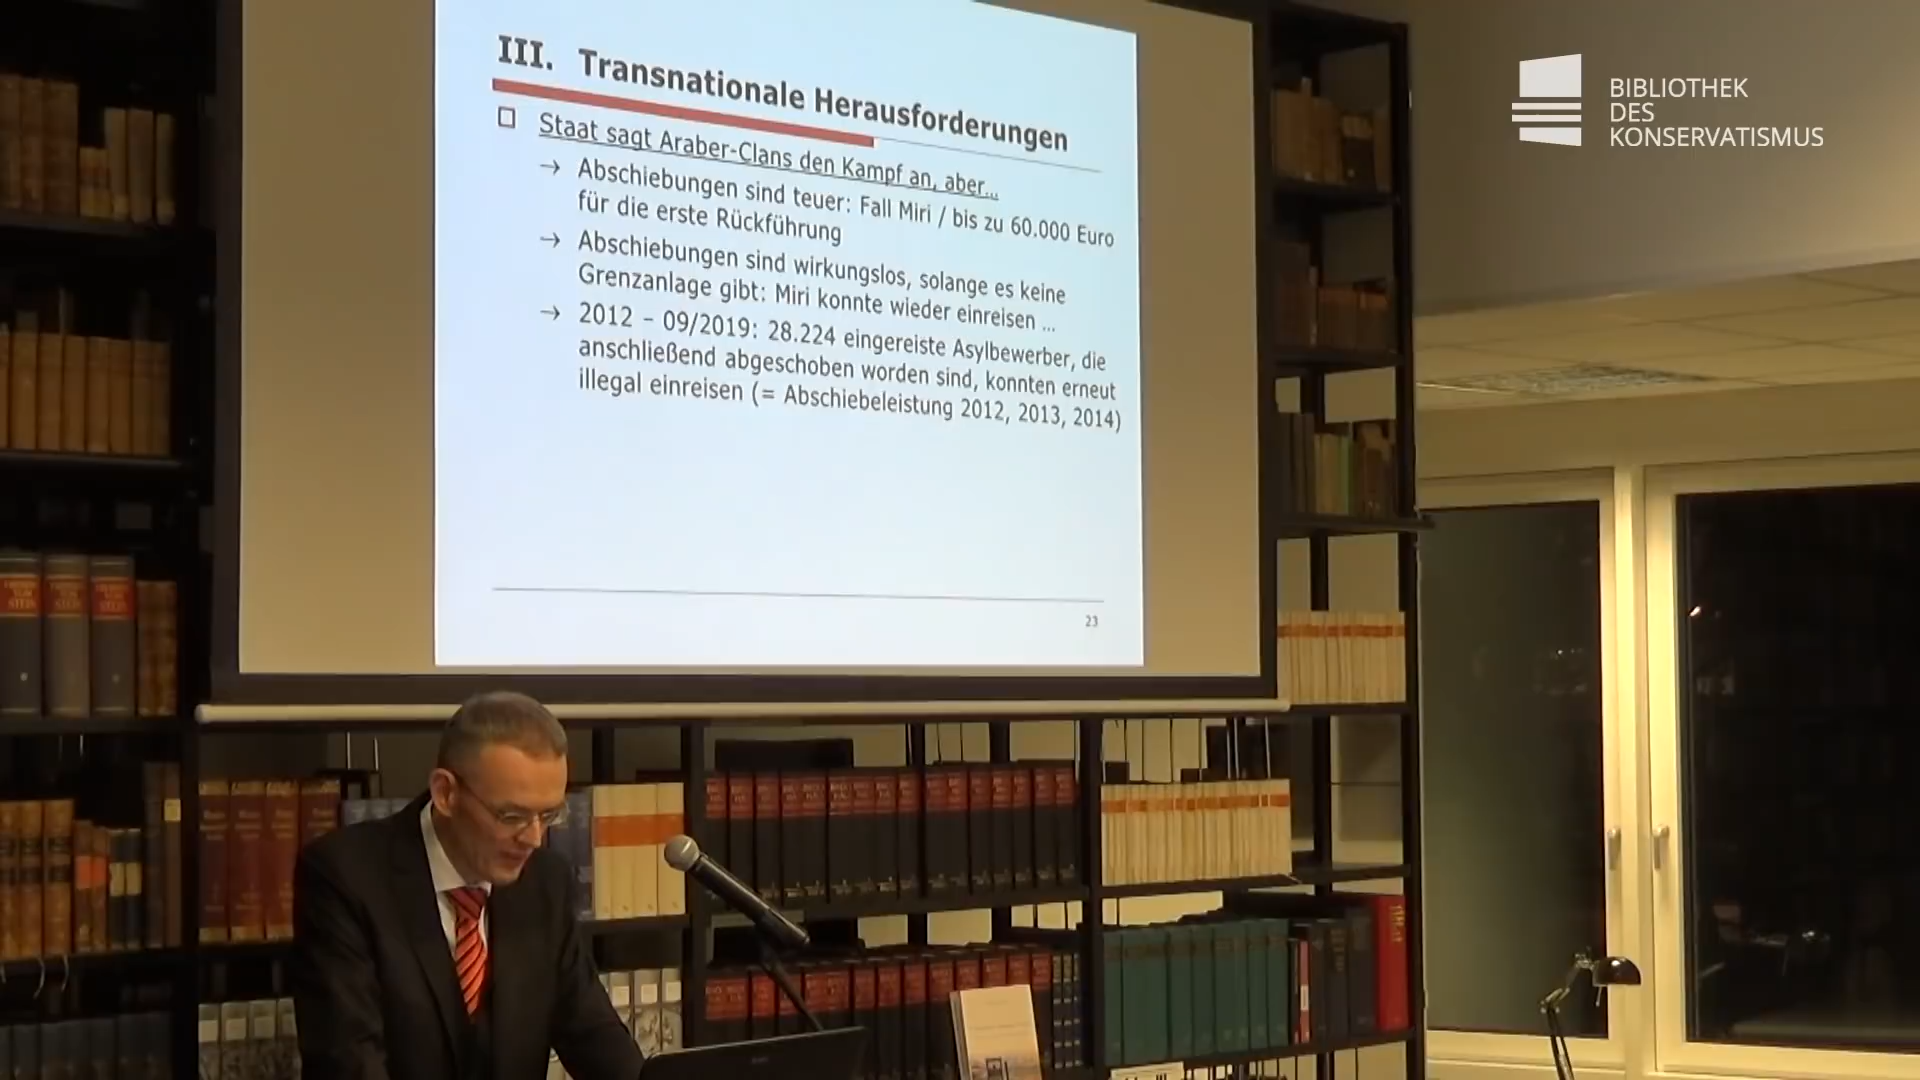 III. Transnationale Herausforderungen
Staat sagt Araber-Clans den Kampf an, aber...
→ Abschiebungen sind teuer: Fall Miri / bis zu 60.000 Euro
für die erste Rückführung
→ Abschiebungen sind wirkungslos, solange es keine
Grenzanlage gibt: Miri konnte wieder einreisen ...
→ 2012 – 09/2019: 28.224 eingereiste Asylbewerber, die
anschließend abgeschoben worden sind, konnten erneut
illegal einreisen (= Abschiebeleistung 2012, 2013, 2014)
23
BIBLIOTHEK
DES
KONSERVATISMUS